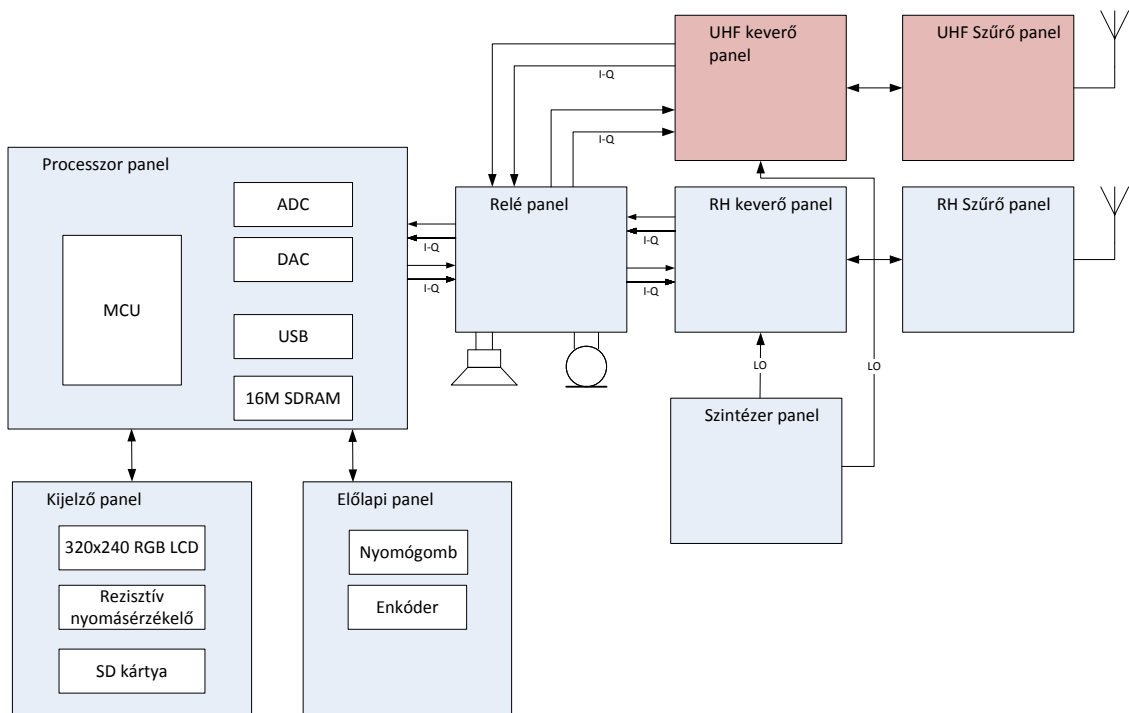 UHF keverő
panel
UHF Szűrő panel
I-Q
I-Q
Processzor panel
ADC
DAC
MCU
USB
16M SDRAM
I-Q
I-Q
Relé panel
I-Q
I-Q
RH keverő panel
RH Szűrő panel
LO
LO
Szintézer panel
Kijelző panel
320x240 RGB LCD
Rezisztív
nyomásérzékelő
SD kártya
Előlapi panel
Nyomógomb
Enkóder